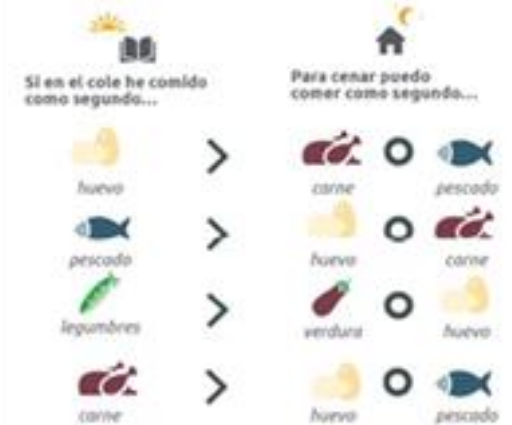 Si en el cole he comido
como segundo...
Para cenar puedo
comer como segundo...
huevo > carne O pescado
pescado > huevo O carne
legumbres > verdura O huevo
carne > huevo O pescado